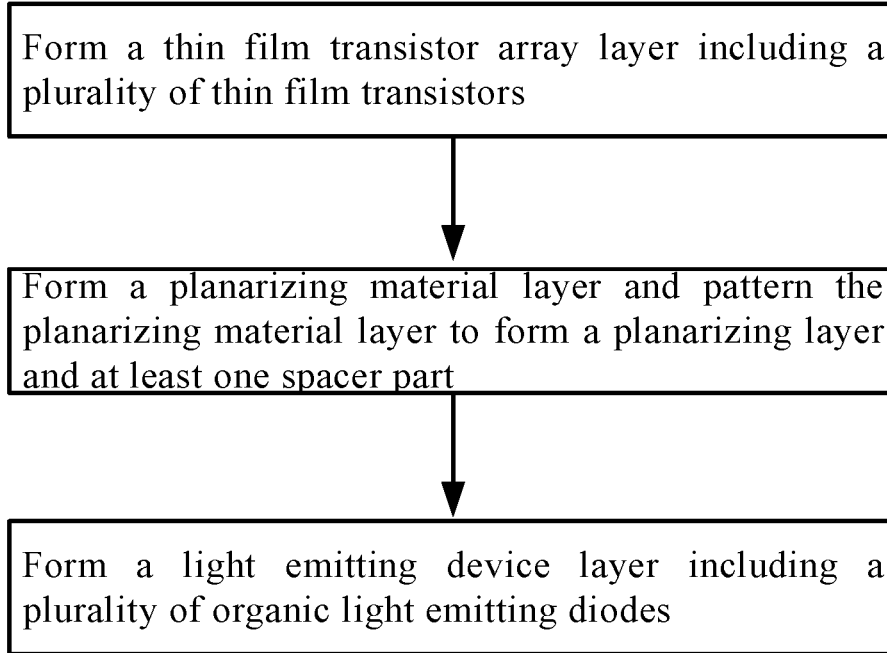 Form a thin film transistor array layer including a
plurality of thin film transistors
Form a planarizing material layer and pattern the
planarizing material layer to form a planarizing layer
and at least one spacer part
Form a light emitting device layer including a
plurality of organic light emitting diodes